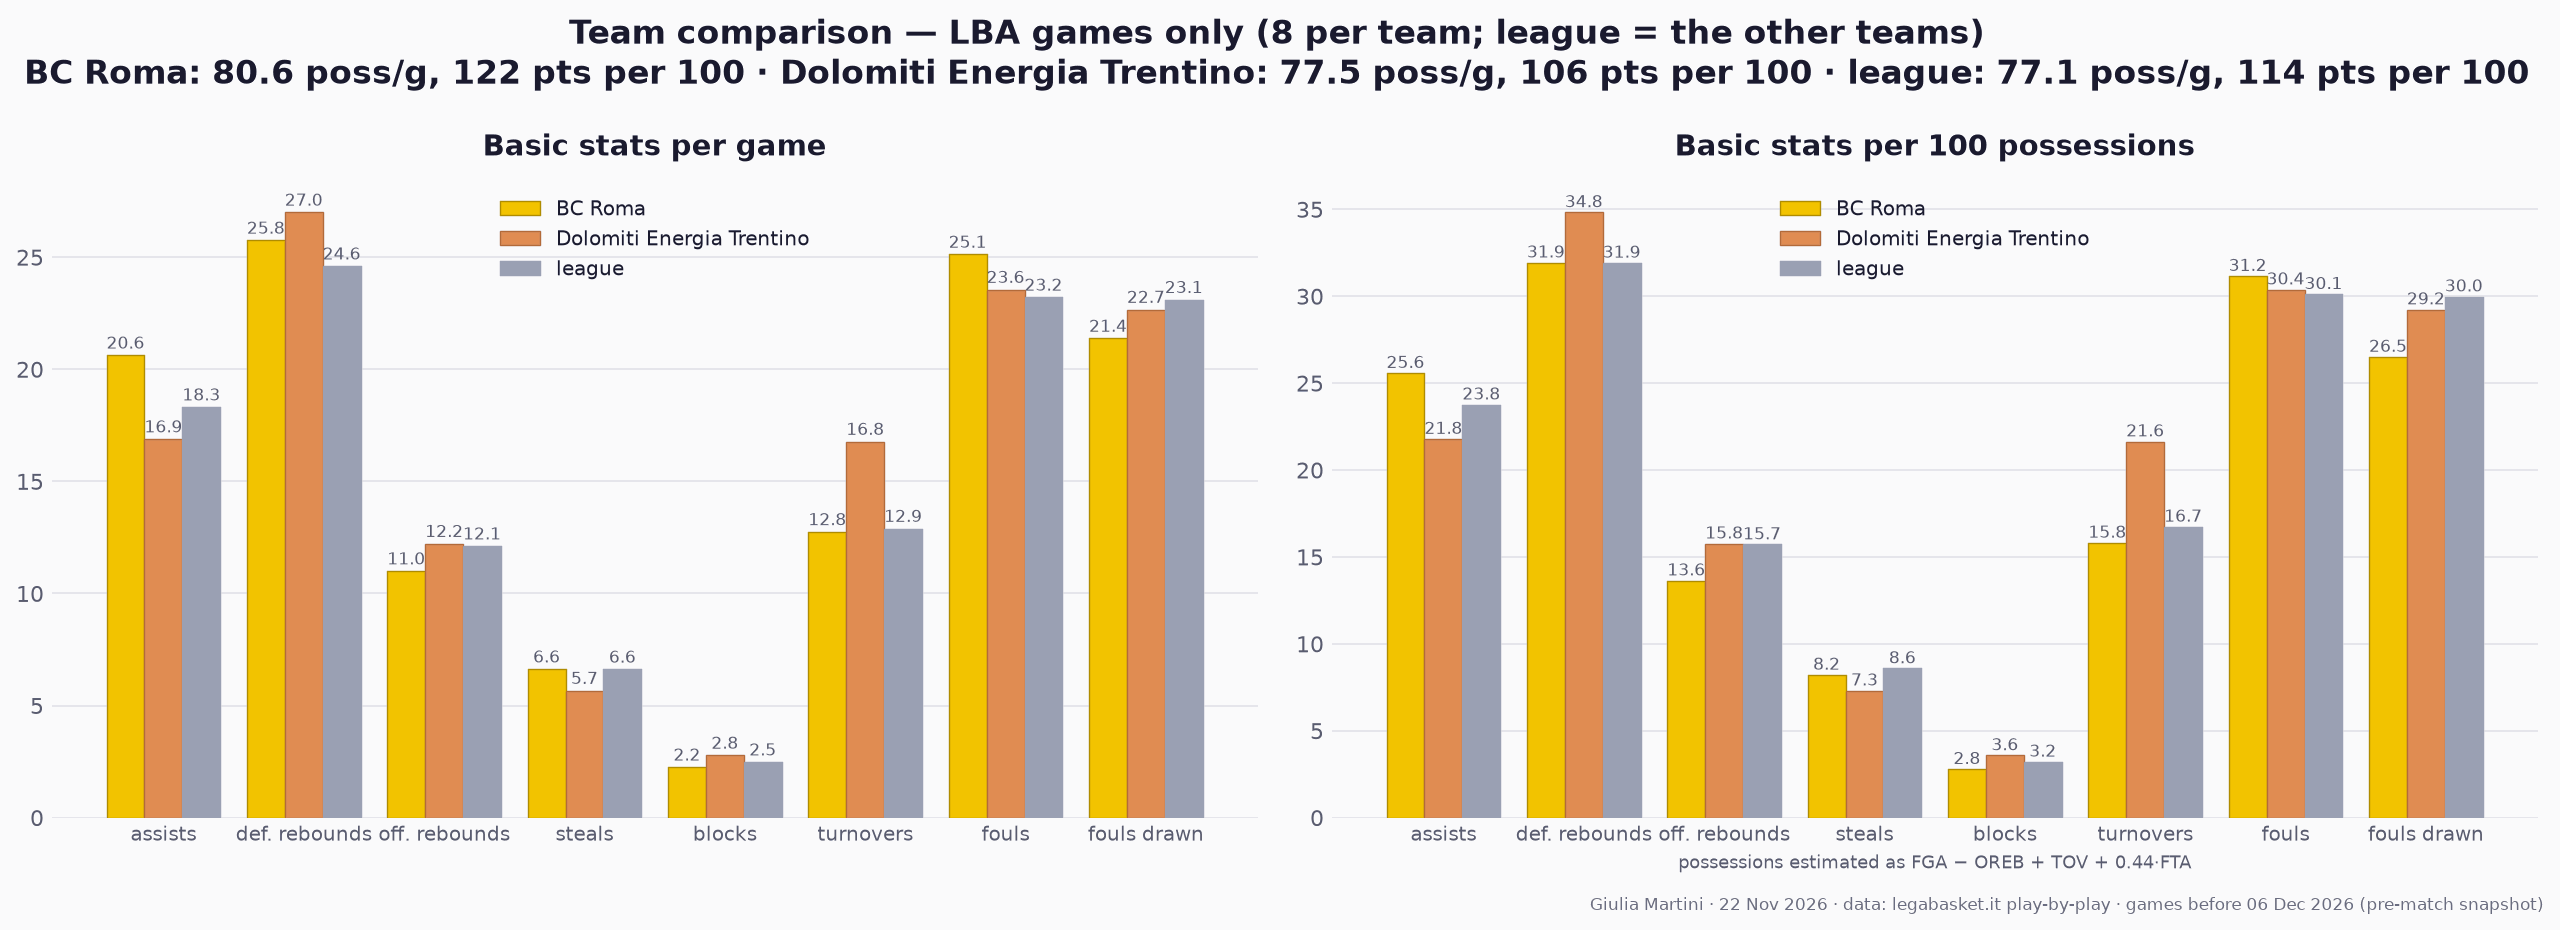 Team comparison — LBA games only (8 per team; league = the other teams)
BC Roma: 80.6 poss/g, 122 pts per 100 · Dolomiti Energia Trentino: 77.5 poss/g, 106 pts per 100 · league: 77.1 poss/g, 114 pts per 100
Basic stats per game
BC Roma
Dolomiti Energia Trentino
league
25
20
15
10
5
0
20.6 16.9 18.3
25.8 27.0 24.6
11.0 12.2 12.1
6.6 5.7 6.6
2.2 2.8 2.5
12.8 16.8 12.9
25.1 23.6 23.2
21.4 22.7 23.1
assists def. rebounds off. rebounds steals blocks turnovers fouls fouls drawn
Basic stats per 100 possessions
BC Roma
Dolomiti Energia Trentino
league
35
30
25
20
15
10
5
0
25.6 21.8 23.8
31.9 34.8 31.9
13.6 15.8 15.7
8.2 7.3 8.6
2.8 3.6 3.2
15.8 21.6 16.7
31.2 30.4 30.1
26.5 29.2 30.0
assists def. rebounds off. rebounds steals blocks turnovers fouls fouls drawn
possessions estimated as FGA − OREB + TOV + 0.44·FTA
Giulia Martini · 22 Nov 2026 · data: legabasket.it play-by-play · games before 06 Dec 2026 (pre-match snapshot)